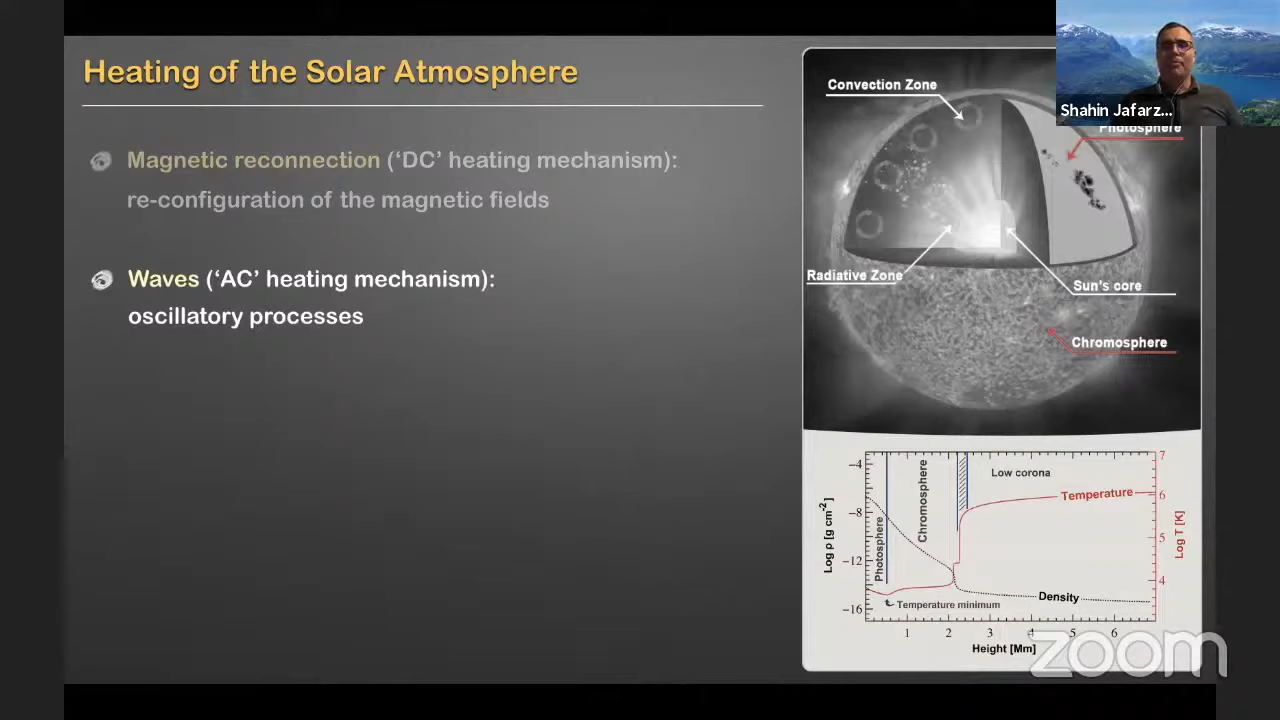 Heating of the Solar Atmosphere
Magnetic reconnection (‘DC’ heating mechanism):
re-configuration of the magnetic fields
Waves (‘AC’ heating mechanism):
oscillatory processes
Shahin Jafarz...
Convection Zone
Photosphere
Radiative Zone
Sun's core
Chromosphere
Log ρ [g cm⁻²]
-4
-8
-12
-16
Photosphere
Chromosphere
Low corona
Temperature
Density
Temperature minimum
7
6
5
4
Log T [K]
1 2 3 4 5 6
Height [Mm]
zoom